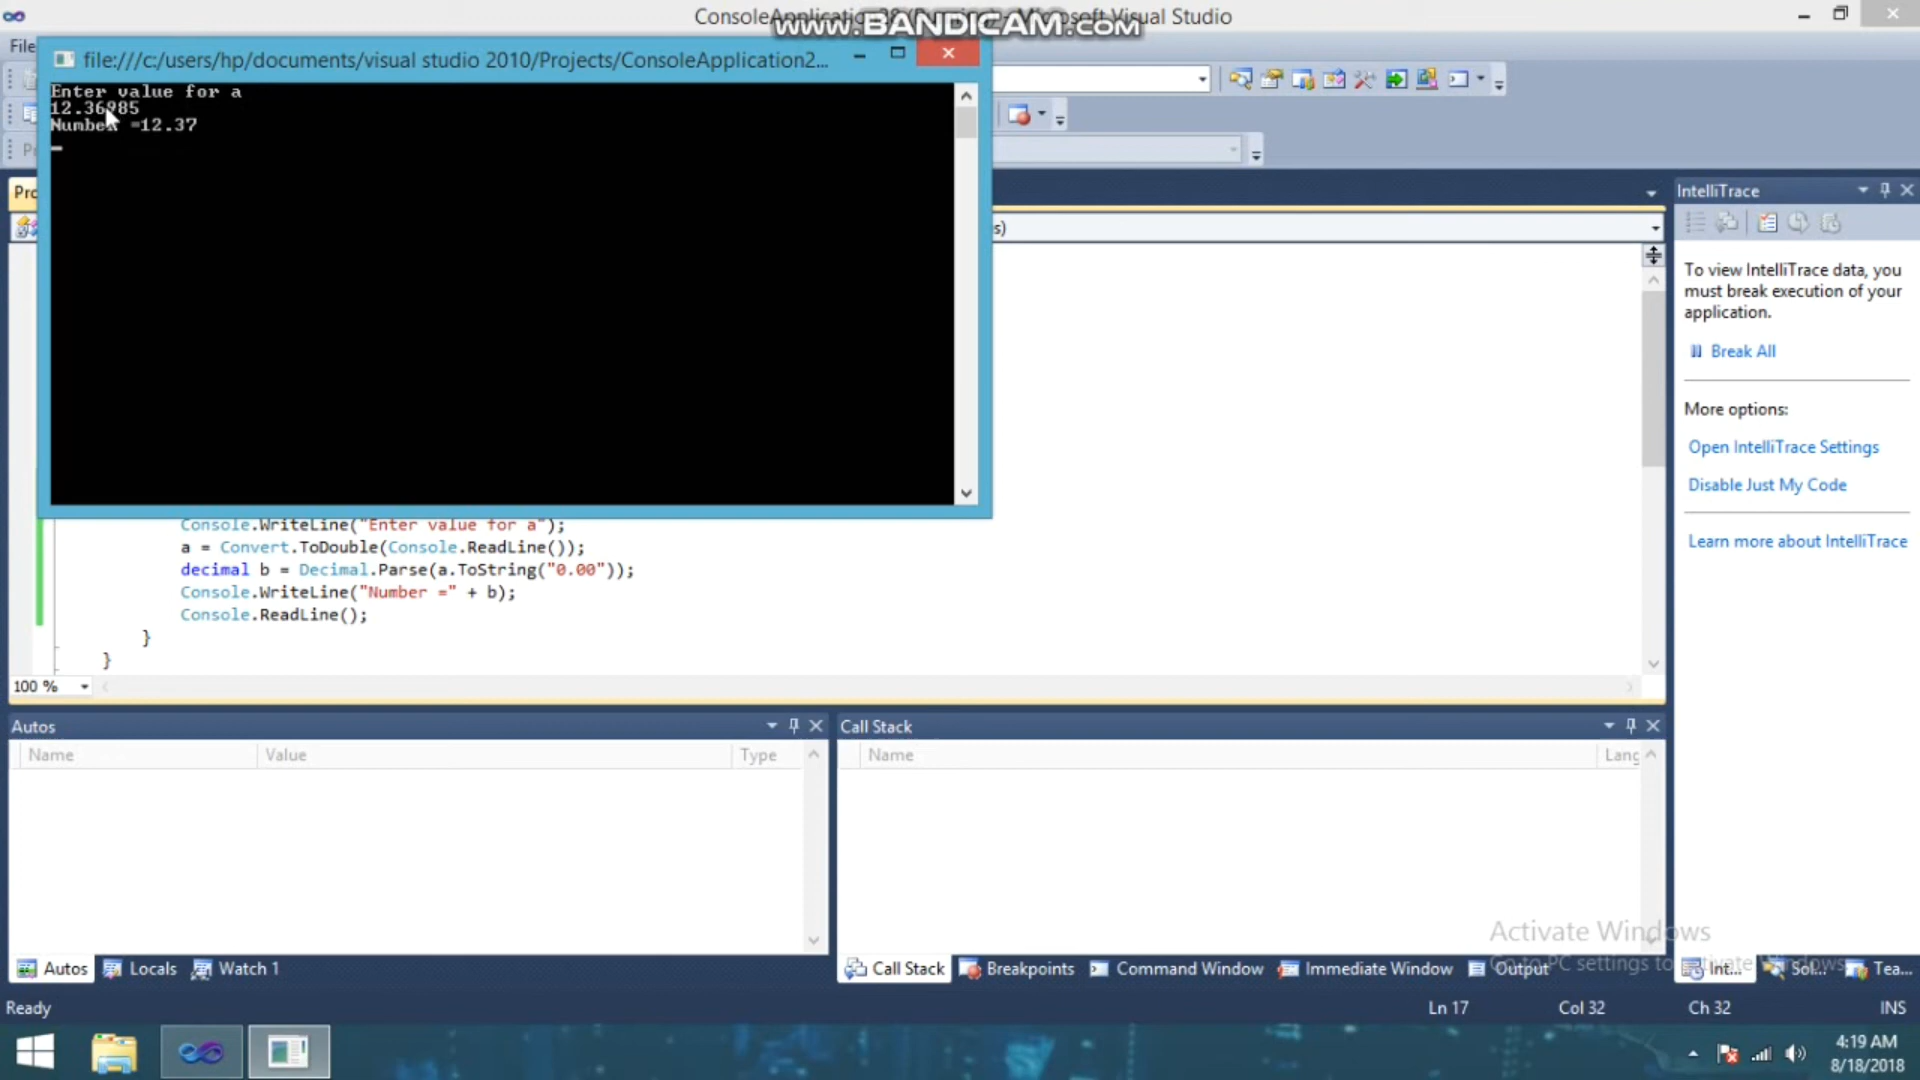 ConsoleApplication28 (Running) - Microsoft Visual Studio
www.BANDICAM.com
File
file:///c:/users/hp/documents/visual studio 2010/Projects/ConsoleApplication2...
Enter value for a
12.36985
Number =12.37
Pro
s)
Console.WriteLine("Enter value for a");
a = Convert.ToDouble(Console.ReadLine());
decimal b = Decimal.Parse(a.ToString("0.00"));
Console.WriteLine("Number =" + b);
Console.ReadLine();
}
}
100 %
IntelliTrace
To view IntelliTrace data, you
must break execution of your
application.
Break All
More options:
Open IntelliTrace Settings
Disable Just My Code
Learn more about IntelliTrace
Autos
Name Value Type
Call Stack
Name Lang
Activate Windows
Go to PC settings to activate Windows.
Autos Locals Watch 1
Call Stack Breakpoints Command Window Immediate Window Output
Int... Sol... Tea...
Ready Ln 17 Col 32 Ch 32 INS
4:19 AM
8/18/2018